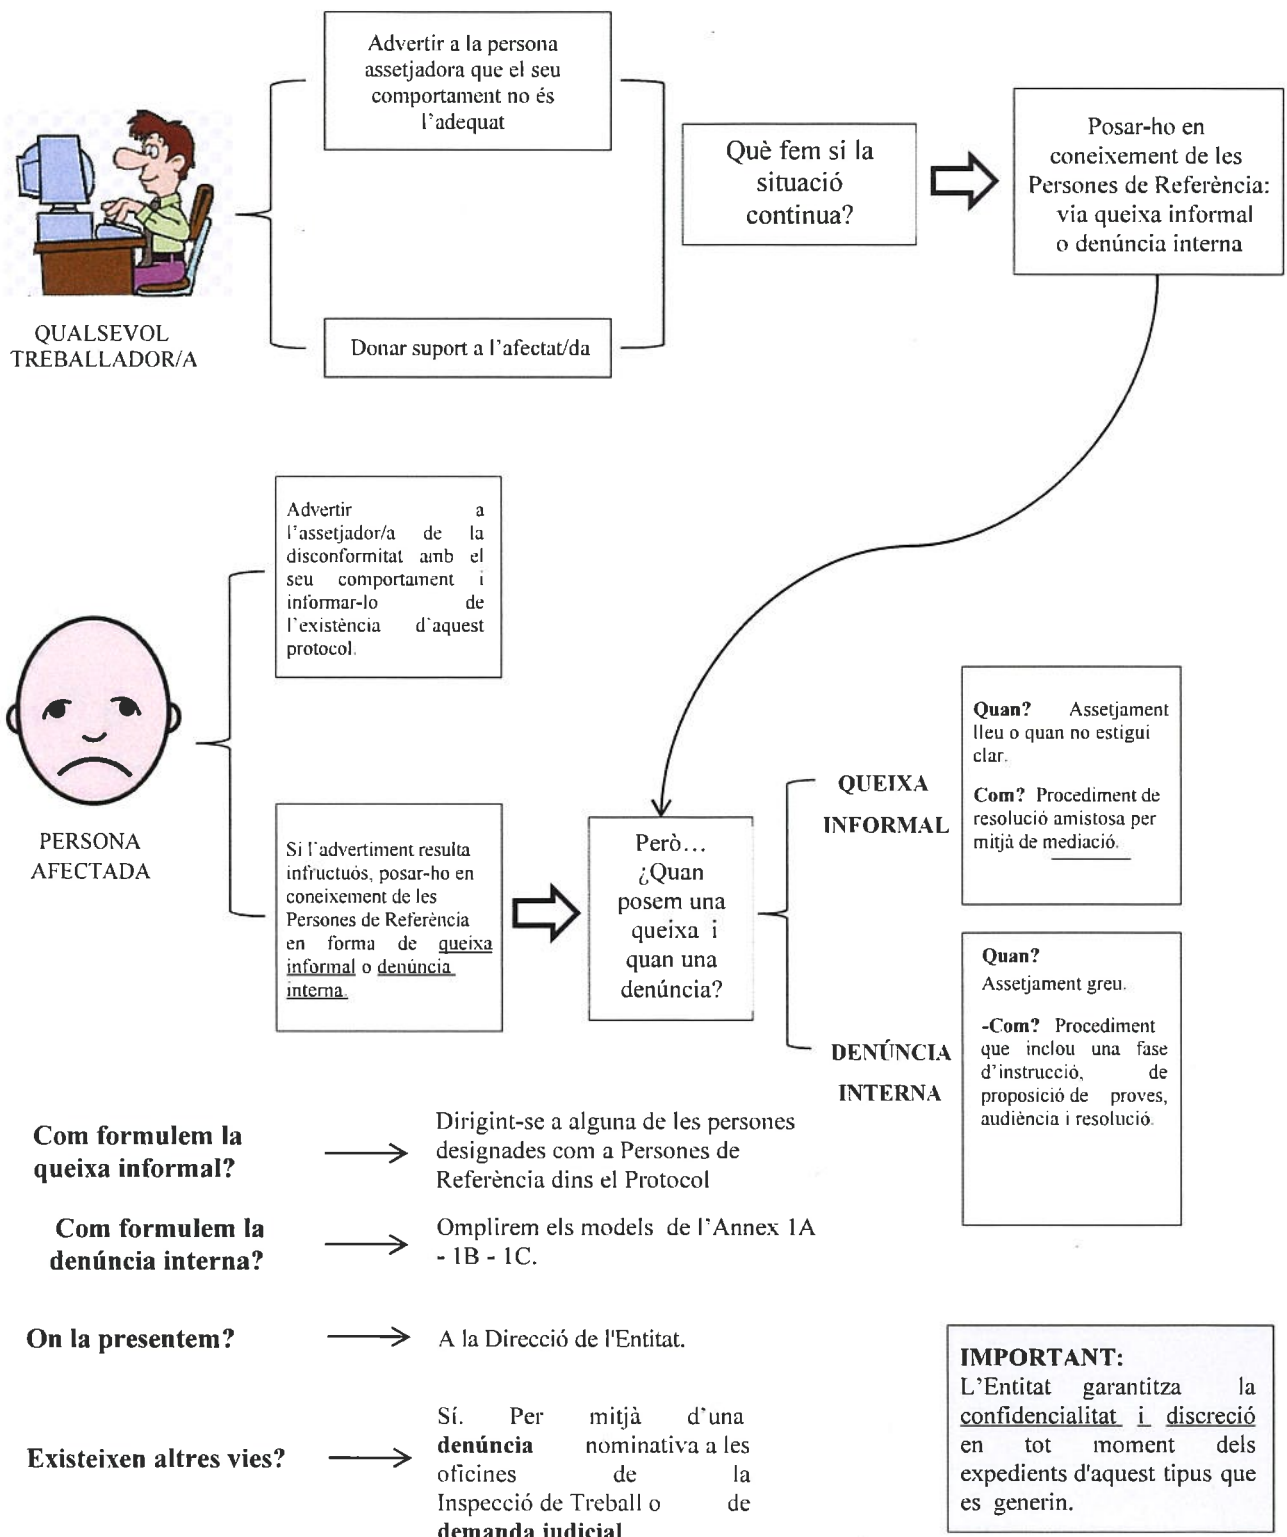 Advertir a la persona
assetjadora que el seu
comportament no és
l'adequat
QUALSEVOL
TREBALLADOR/A
Donar suport a l'afectat/da
Què fem si la
situació
continua?
Posar-ho en
coneixement de les
Persones de Referència:
via queixa informal
o denúncia interna
Advertir a
l'assetjador/a de la
disconformitat amb el
seu comportament i
informar-lo de
l'existència d'aquest
protocol.
PERSONA
AFECTADA
Si l'advertiment resulta
infructuós, posar-ho en
coneixement de les
Persones de Referència
en forma de queixa
informal o denúncia
interna.
Però...
¿Quan
posem una
queixa i
quan una
denúncia?
QUEIXA
INFORMAL
Quan? Assetjament
lleu o quan no estigui
clar.
Com? Procediment de
resolució amistosa per
mitjà de mediació.
DENÚNCIA
INTERNA
Quan?
Assetjament greu.
-Com? Procediment
que inclou una fase
d'instrucció, de
proposició de proves,
audiència i resolució.
Com formulem la
queixa informal?
Dirigint-se a alguna de les persones
designades com a Persones de
Referència dins el Protocol
Com formulem la
denúncia interna?
Omplirem els models de l'Annex 1A
- 1B - 1C.
On la presentem?
A la Direcció de l'Entitat.
Existeixen altres vies?
Sí. Per mitjà d'una
denúncia nominativa a les
oficines de la
Inspecció de Treball o de
demanda judicial
IMPORTANT:
L'Entitat garantitza la
confidencialitat i discreció
en tot moment dels
expedients d'aquest tipus que
es generin.